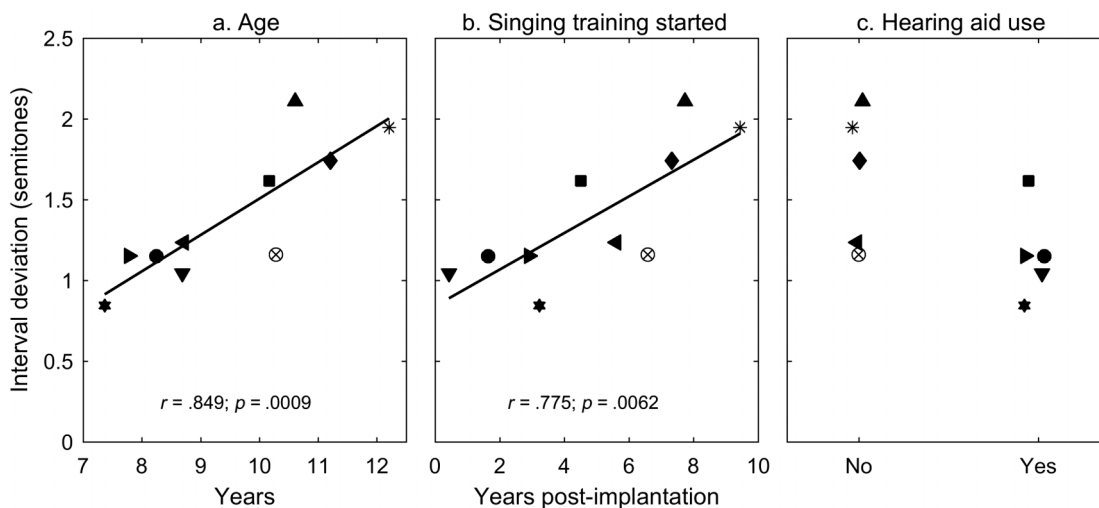 a. Age
b. Singing training started
c. Hearing aid use
Interval deviation (semitones)
2.5
2
1.5
1
0.5
0
r = .849; p = .0009
r = .775; p = .0062
7 8 9 10 11 12
0 2 4 6 8 10
No Yes
Years
Years post-implantation